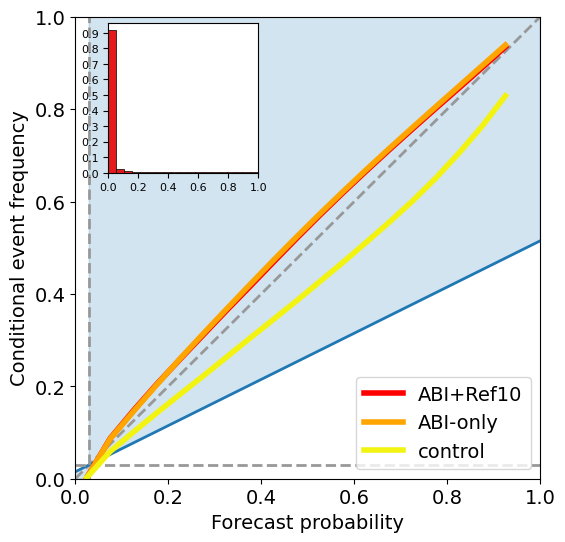 1.0
0.8
0.6
0.4
0.2
0.0
Conditional event frequency
0.9
0.8
0.7
0.6
0.5
0.4
0.3
0.2
0.1
0.0
0.0 0.2 0.4 0.6 0.8 1.0
ABI+Ref10
ABI-only
control
0.0 0.2 0.4 0.6 0.8 1.0
Forecast probability